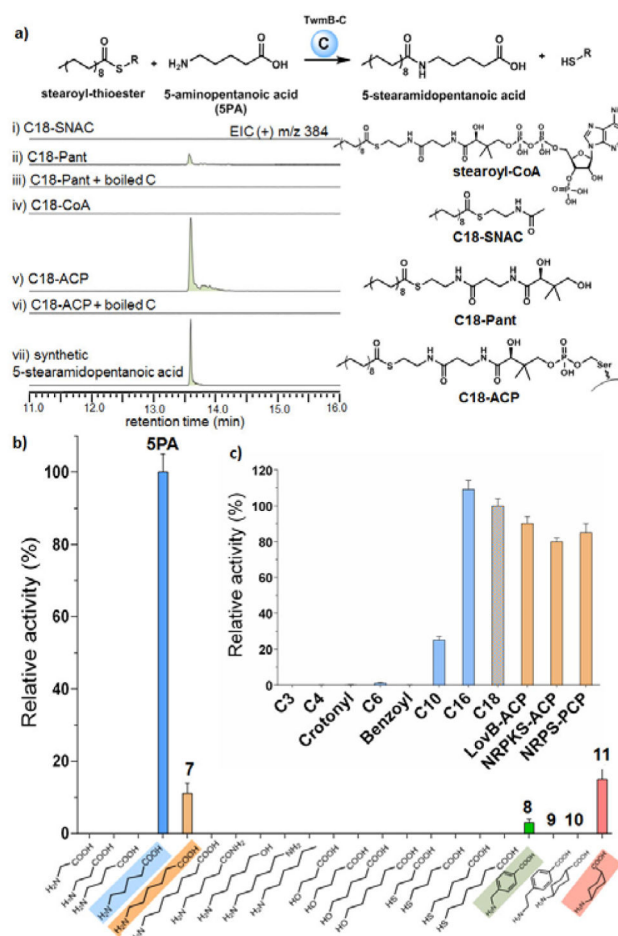 a)
TwmB-C
C
O
S
R
8
+
H₂N
O
OH
O
N
H
8
O
OH
+
HS
R
stearoyl-thioester
5-aminopentanoic acid
(5PA)
5-stearamidopentanoic acid
i) C18-SNAC
EIC (+) m/z 384
ii) C18-Pant
iii) C18-Pant + boiled C
iv) C18-CoA
v) C18-ACP
vi) C18-ACP + boiled C
vii) synthetic
5-stearamidopentanoic acid
11.0 12.0 13.0 14.0 15.0 16.0
retention time (min)
stearoyl-CoA
C18-SNAC
C18-Pant
Ser
C18-ACP
b)
5PA
Relative activity (%)
100
80
60
40
20
0
7
8
9
10
11
c)
Relative activity (%)
120
100
80
60
40
20
0
C3
C4
Crotonyl
C6
Benzoyl
C10
C16
C18
LovB-ACP
NRPKS-ACP
NRPS-PCP